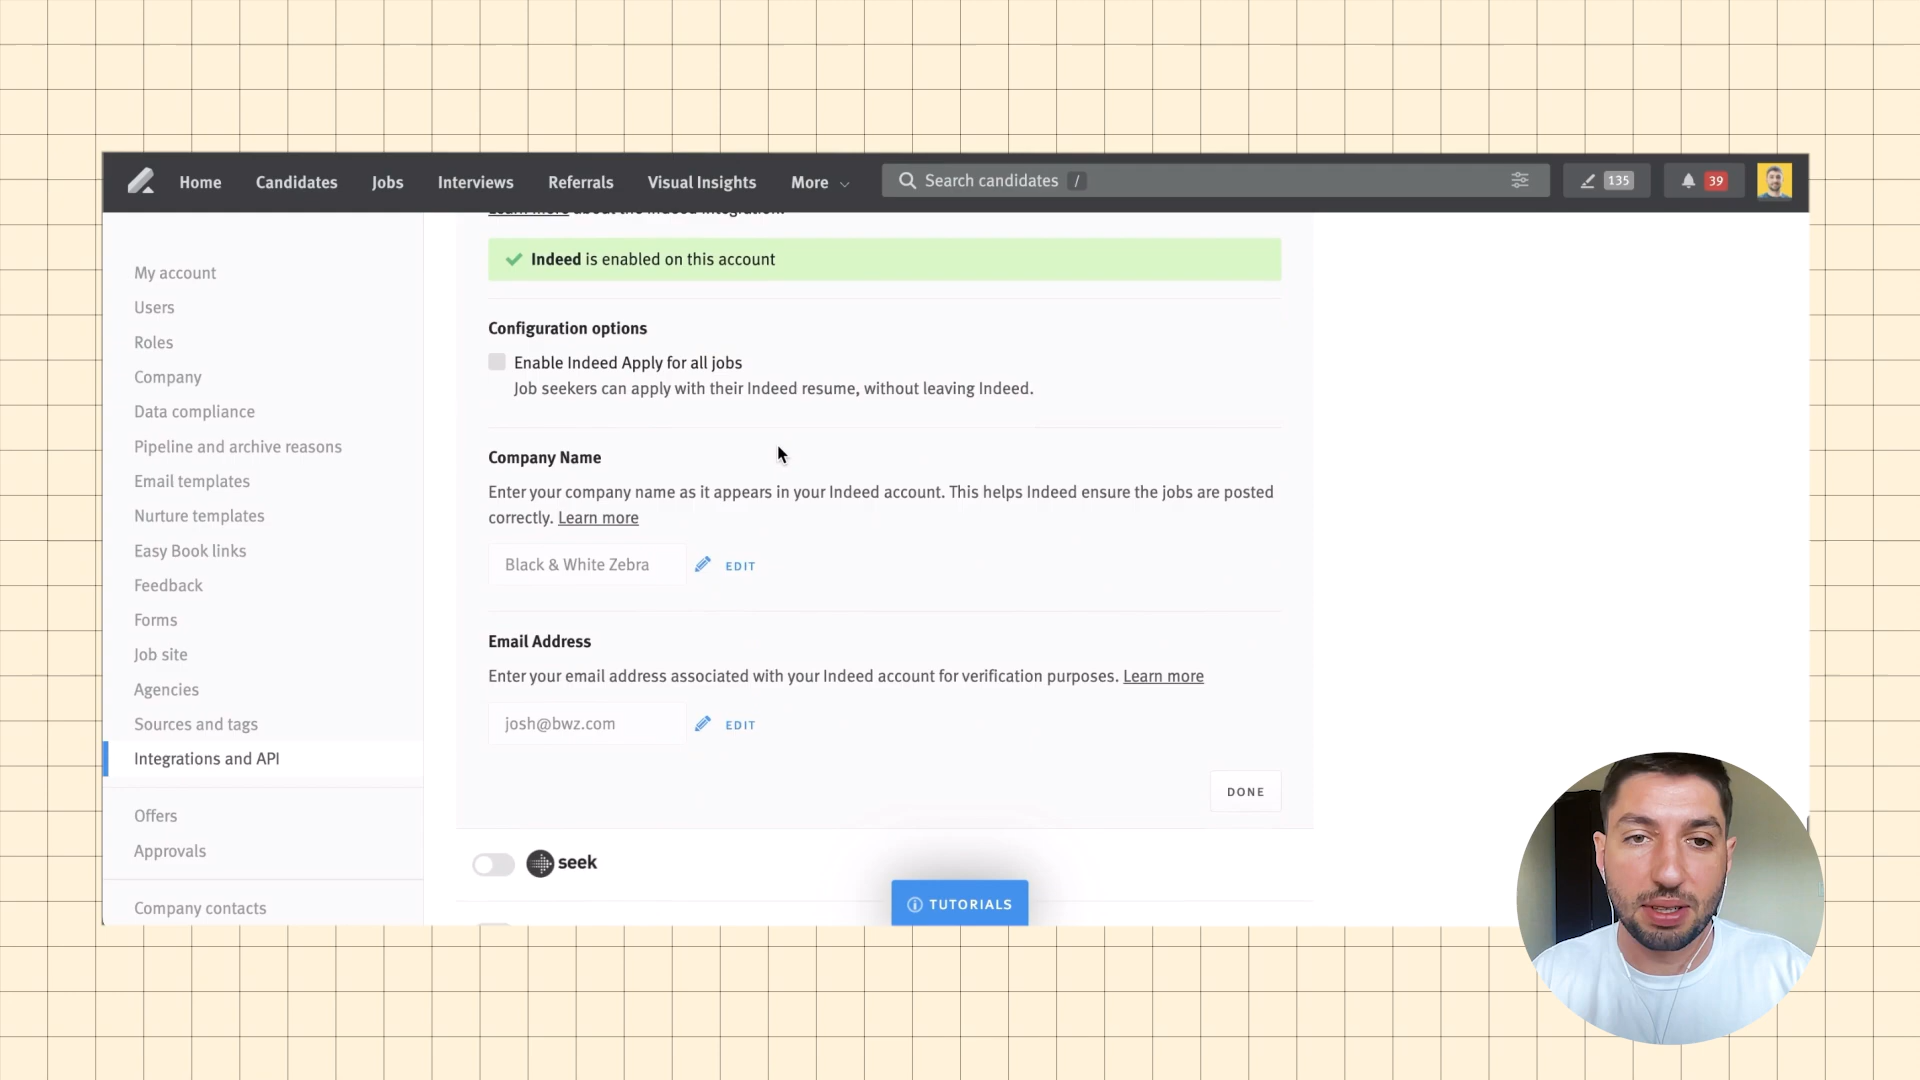 Home
Candidates
Jobs
Interviews
Referrals
Visual Insights
More
Search candidates /
135
39
Learn more about the Indeed integration.
My account
Users
Roles
Company
Data compliance
Pipeline and archive reasons
Email templates
Nurture templates
Easy Book links
Feedback
Forms
Job site
Agencies
Sources and tags
Integrations and API
Offers
Approvals
Company contacts
Indeed is enabled on this account
Configuration options
Enable Indeed Apply for all jobs
Job seekers can apply with their Indeed resume, without leaving Indeed.
Company Name
Enter your company name as it appears in your Indeed account. This helps Indeed ensure the jobs are posted
correctly. Learn more
Black & White Zebra
EDIT
Email Address
Enter your email address associated with your Indeed account for verification purposes. Learn more
josh@bwz.com
EDIT
DONE
seek
TUTORIALS